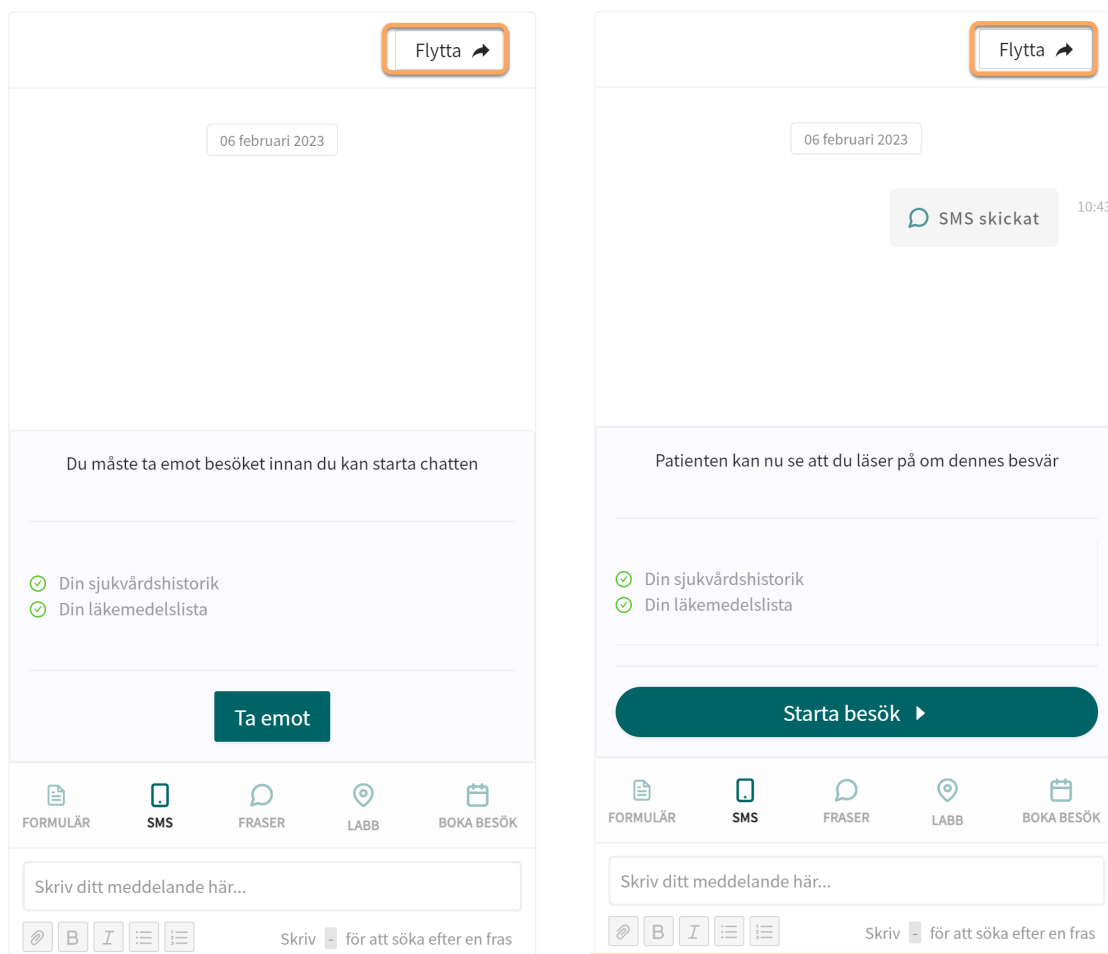 Flytta
06 februari 2023
Du måste ta emot besöket innan du kan starta chatten
Din sjukvårdshistorik
Din läkemedelslista
Ta emot
FORMULÄR SMS FRASER LABB BOKA BESÖK
Skriv ditt meddelande här...
B I
Skriv - för att söka efter en fras
Flytta
06 februari 2023
SMS skickat 10:43
Patienten kan nu se att du läser på om dennes besvär
Din sjukvårdshistorik
Din läkemedelslista
Starta besök
FORMULÄR SMS FRASER LABB BOKA BESÖK
Skriv ditt meddelande här...
B I
Skriv - för att söka efter en fras